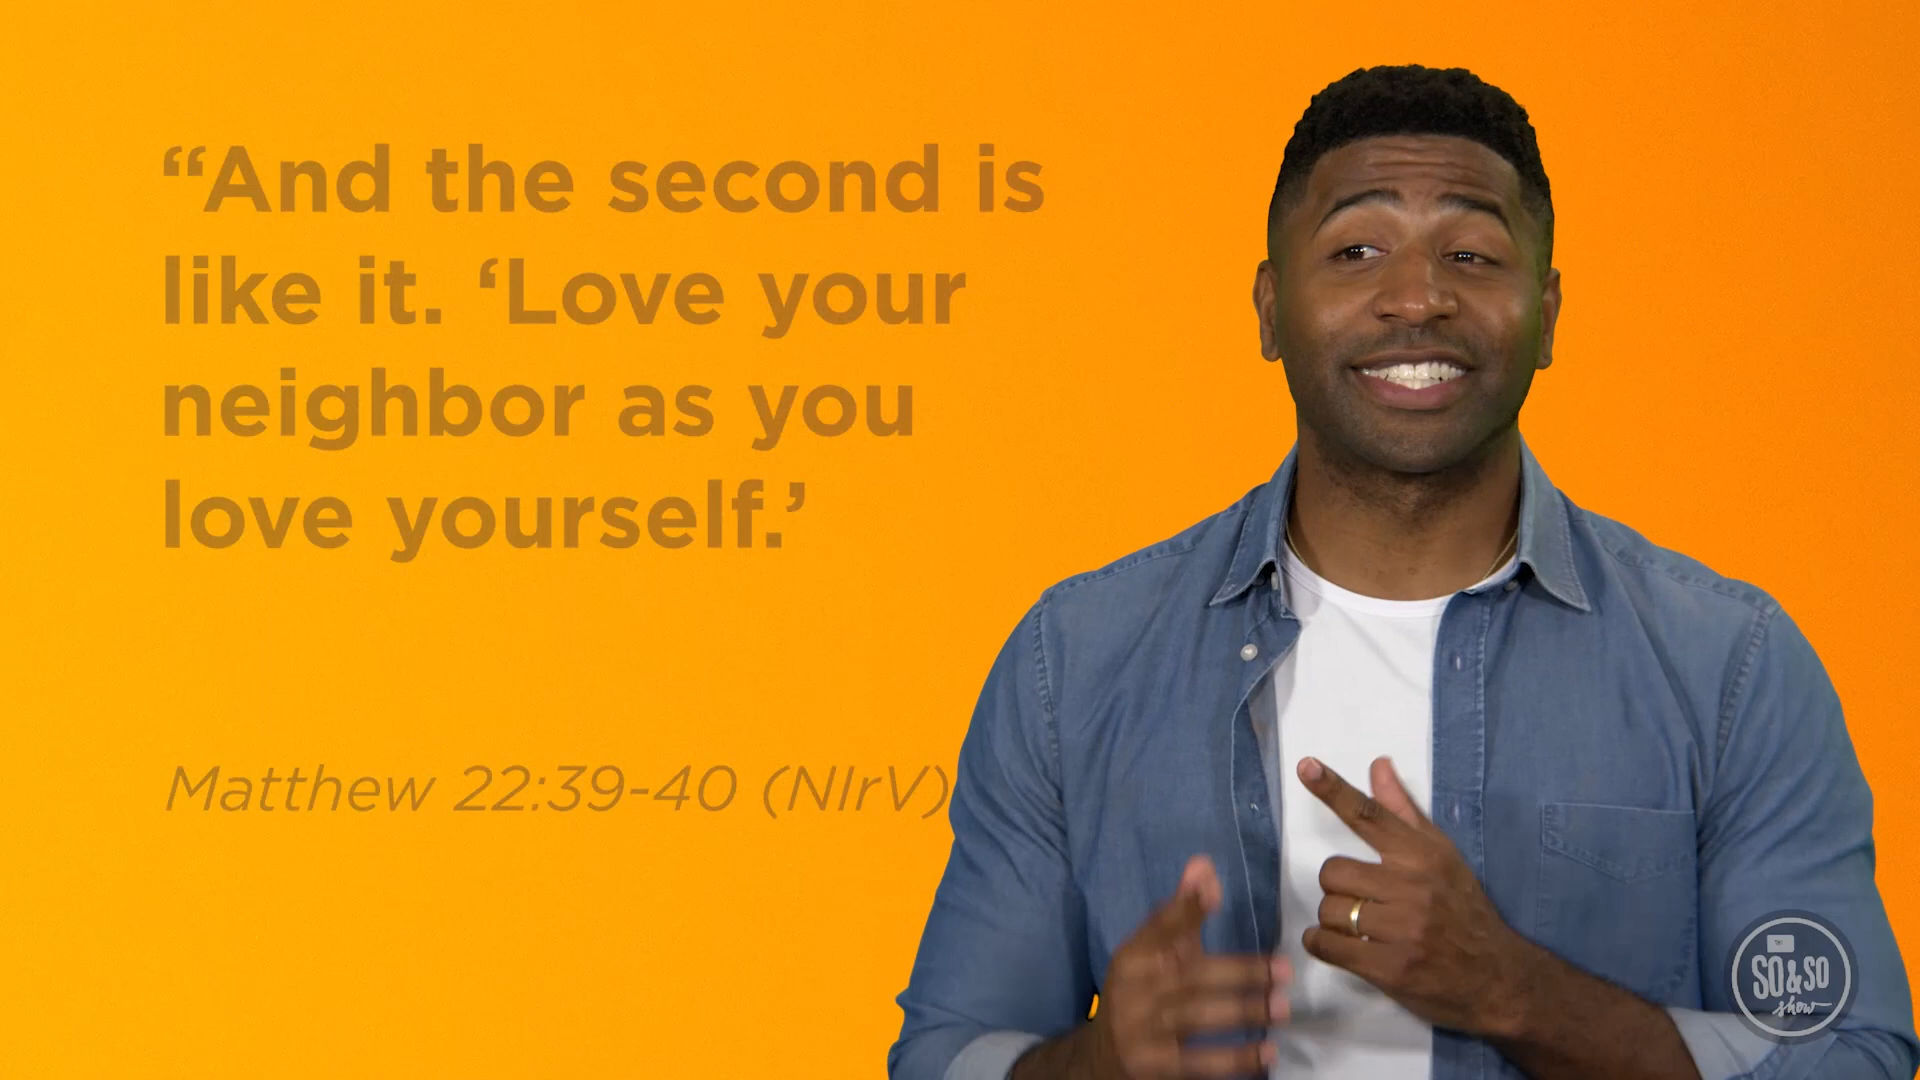 “And the second is
like it. ‘Love your
neighbor as you
love yourself.’
Matthew 22:39-40 (NIrV)
SO&SO
show